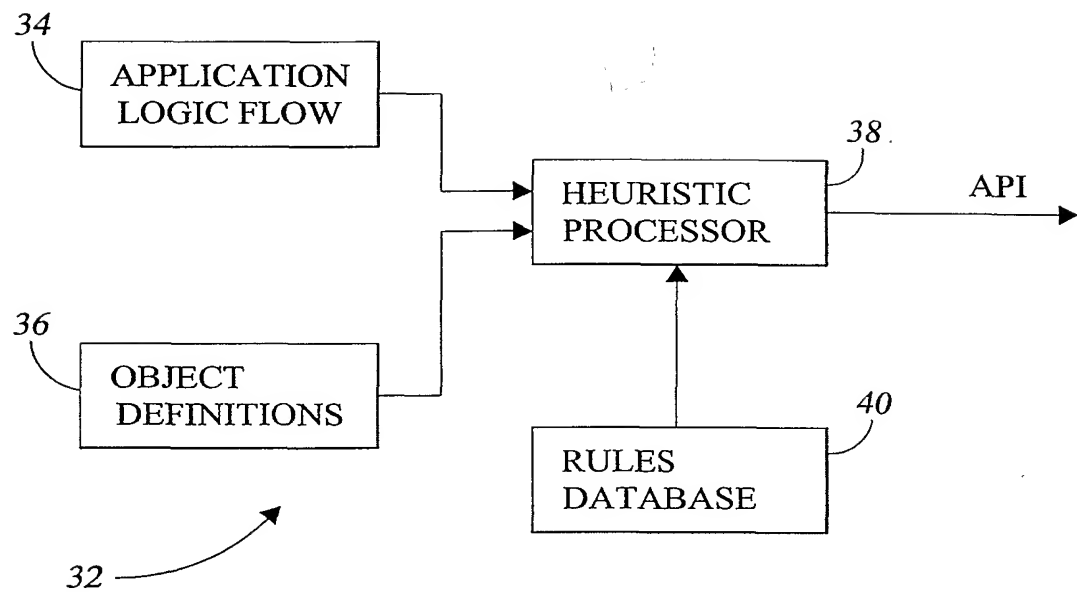 34
APPLICATION
LOGIC FLOW
38
HEURISTIC
PROCESSOR
API
36
OBJECT
DEFINITIONS
40
RULES
DATABASE
32